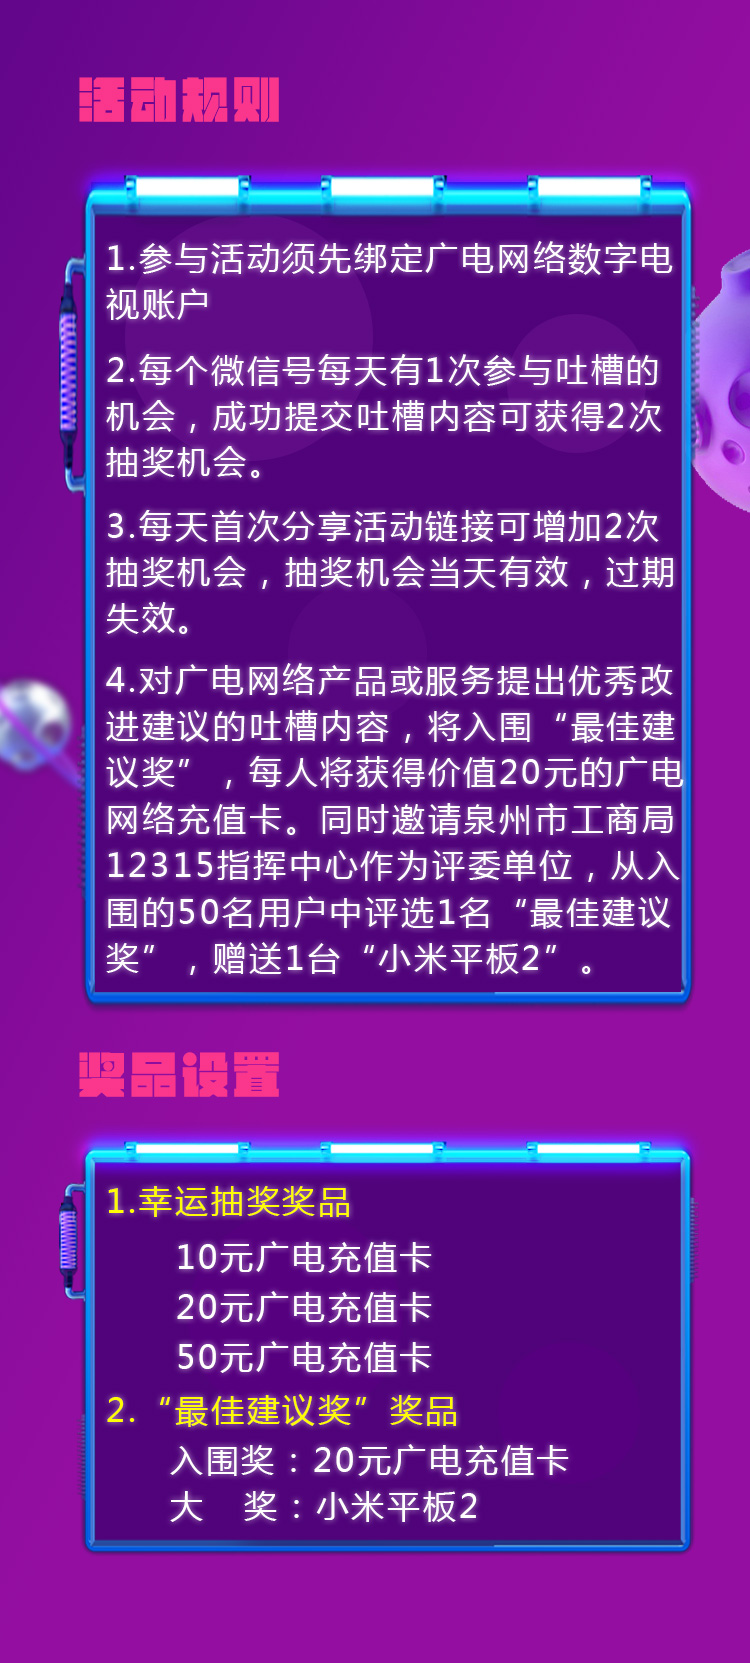 活动规则
1.参与活动须先绑定广电网络数字电
视账户
2.每个微信号每天有1次参与吐槽的
机会，成功提交吐槽内容可获得2次
抽奖机会。
3.每天首次分享活动链接可增加2次
抽奖机会，抽奖机会当天有效，过期
失效。
4.对广电网络产品或服务提出优秀改
进建议的吐槽内容，将入围“最佳建
议奖”，每人将获得价值20元的广电
网络充值卡。同时邀请泉州市工商局
12315指挥中心作为评委单位，从入
围的50名用户中评选1名“最佳建议
奖”，赠送1台“小米平板2”。
奖品设置
1.幸运抽奖奖品
10元广电充值卡
20元广电充值卡
50元广电充值卡
2.“最佳建议奖”奖品
入围奖：20元广电充值卡
大　奖：小米平板2